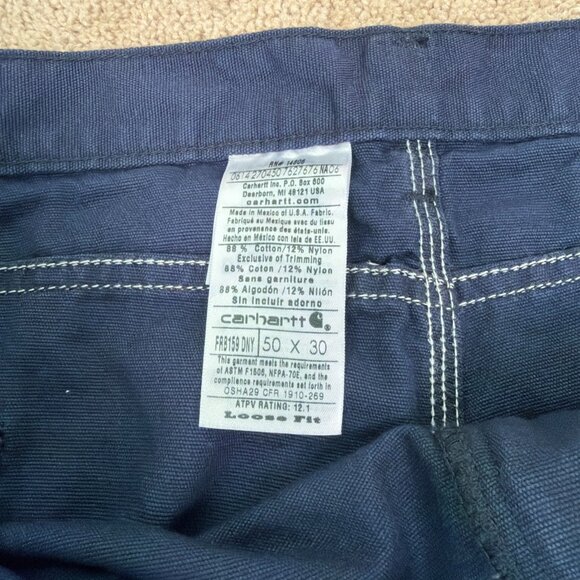 RN# 14806
0814 2704307627676 NA06
Carhartt Inc. P.O. Box 600
Dearborn, MI 48121 USA
carhartt.com
Made in Mexico of U.S.A. Fabric.
Fabriqué au Mexique avec du tissu
en provenance des états-unis.
Hecho en México con tela de EE.UU.
88 % Cotton/12% Nylon
Exclusive of Trimming
88% Coton /12% Nylon
Sans garniture
88% Algodón /12% Nilón
Sin incluir adorno
carhartt
FRB159 DNY 50 X 30
This garment meets the requirements
of ASTM F1506, NFPA-70E, and the
compliance requirements set forth in
OSHA29 CFR 1910-269
ATPV RATING: 12.1
Loose Fit